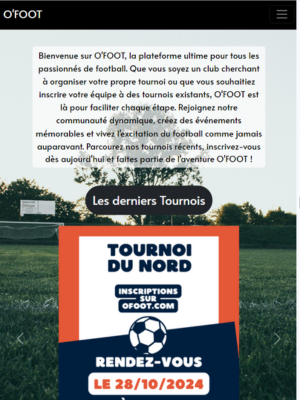 O'FOOT
Bienvenue sur O'FOOT, la plateforme ultime pour tous les
passionnés de football. Que vous soyez un club cherchant
à organiser votre propre tournoi ou que vous souhaitiez
inscrire votre équipe à des tournois existants, O'FOOT est
là pour faciliter chaque étape. Rejoignez notre
communauté dynamique, créez des événements
mémorables et vivez l'excitation du football comme jamais
auparavant. Parcourez nos tournois récents, inscrivez-vous
dès aujourd'hui et faites partie de l'aventure O'FOOT !
Les derniers Tournois
TOURNOI
DU NORD
INSCRIPTIONS
SUR
OFOOT.COM
RENDEZ-VOUS
LE 28/10/2024